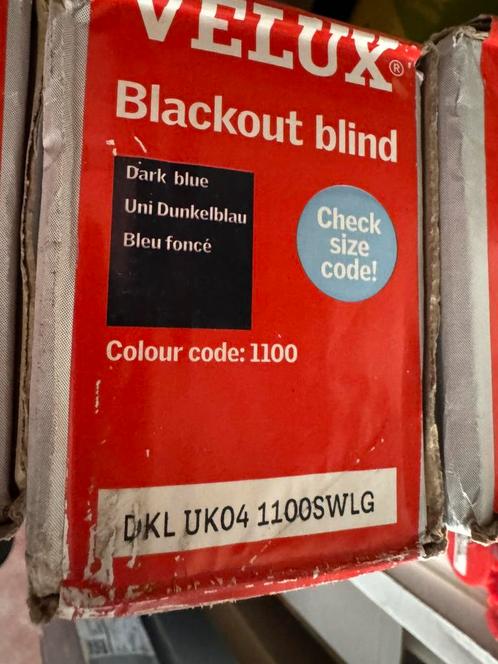 VELUX®
Blackout blind
Dark blue
Uni Dunkelblau
Bleu foncé
Check
size
code!
Colour code: 1100
DKL UK04 1100SWLG